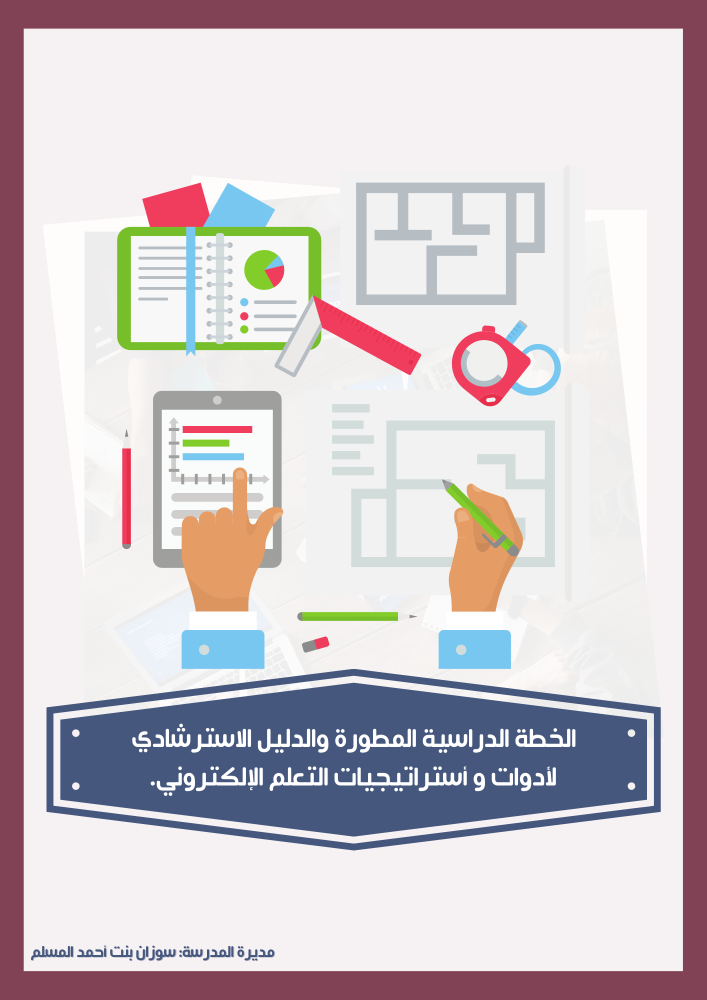 الخطة الدراسية المطورة والدليل الاسترشادي
لأدوات و أستراتيجيات التعلم الإلكتروني.
مديرة المدرسة: سوزان بنت أحمد المسلم